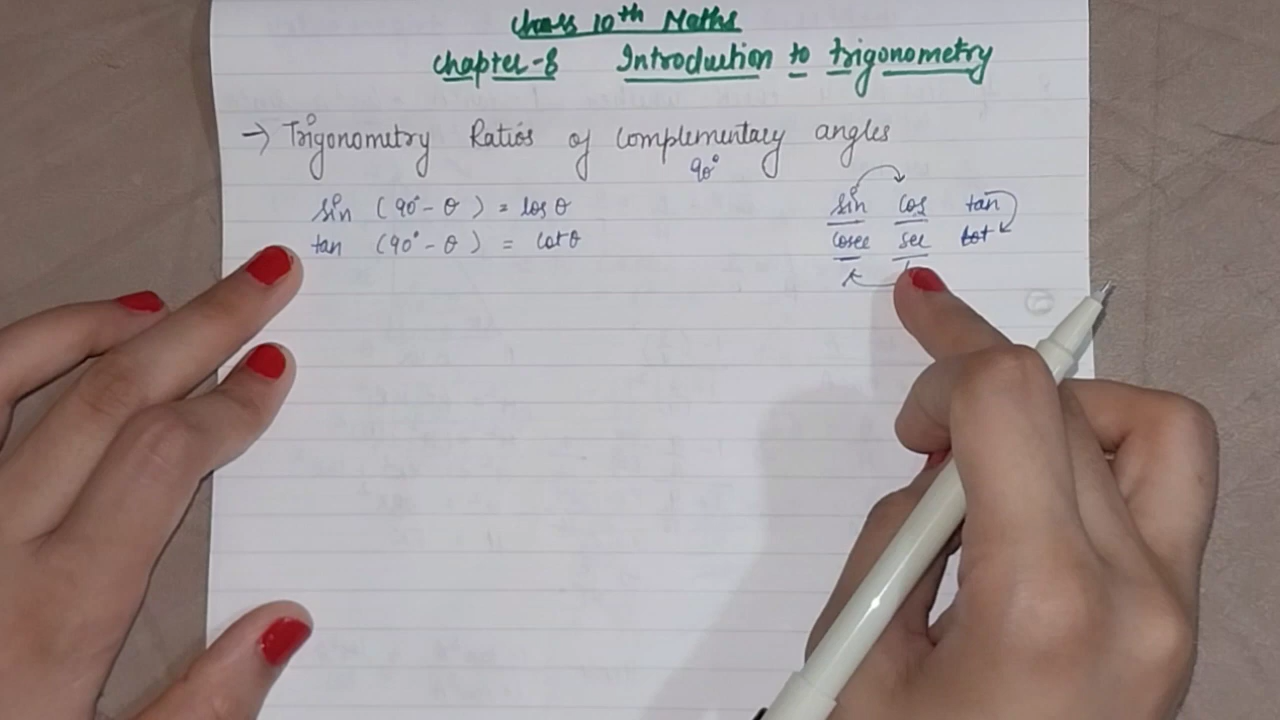 Class 10th Maths
Chapter-8 Introduction to trigonometry
→ Trigonometry Ratios of complementary angles
90°
sin (90° - θ) = cos θ
tan (90° - θ) = cot θ
sin cos tan
cosec sec cot